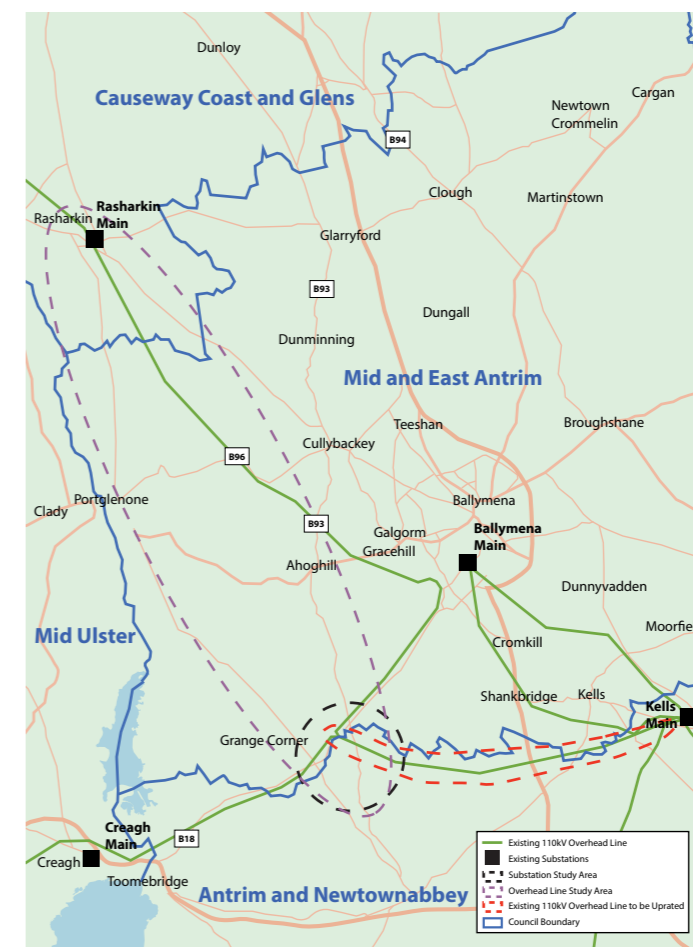 Dunloy
Causeway Coast and Glens
Cargan
Newtown
Crommelin
B94
Clough
Martinstown
Rasharkin
Rasharkin
Main
Glarryford
B93
Dungall
Dunminning
Mid and East Antrim
Teeshan
Broughshane
Cullybackey
B96
Portglenone
Clady
Ballymena
B93
Galgorm
Gracehill
Ballymena
Main
Ahoghill
Dunnyvadden
Moorfie
Mid Ulster
Cromkill
Shankbridge
Kells
Kells
Main
Grange Corner
Creagh
Main
B18
Creagh
Toomebridge
Antrim and Newtownabbey
Existing 110kV Overhead Line
Existing Substations
Substation Study Area
Overhead Line Study Area
Existing 110kV Overhead Line to be Uprated
Council Boundary